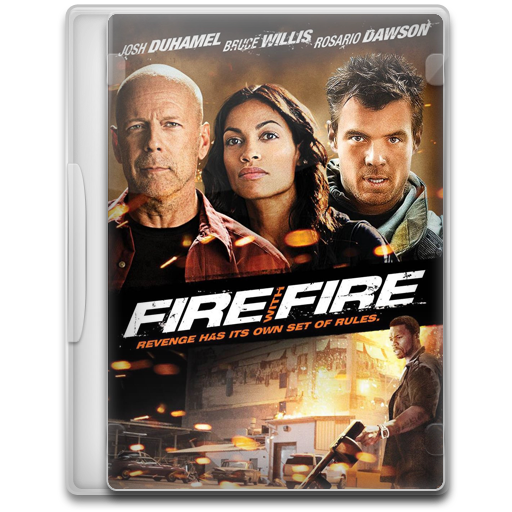 JOSH DUHAMEL BRUCE WILLIS ROSARIO DAWSON
FIRE WITH FIRE
REVENGE HAS ITS OWN SET OF RULES.